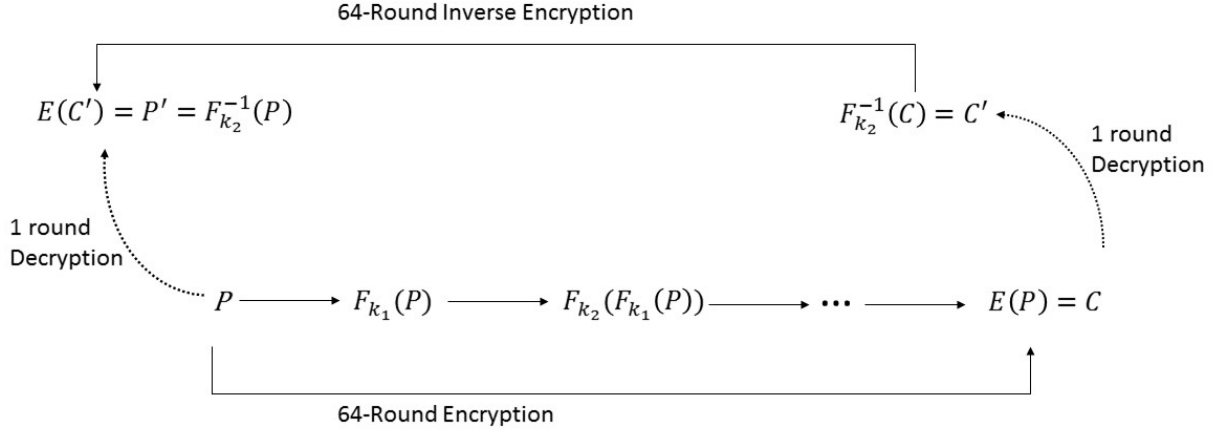 64-Round Inverse Encryption
E(C′) = P′ = F_{k_2}^{-1}(P)
F_{k_2}^{-1}(C) = C′
1 round
Decryption
1 round
Decryption
P
F_{k_1}(P)
F_{k_2}(F_{k_1}(P))
•••
E(P) = C
64-Round Encryption